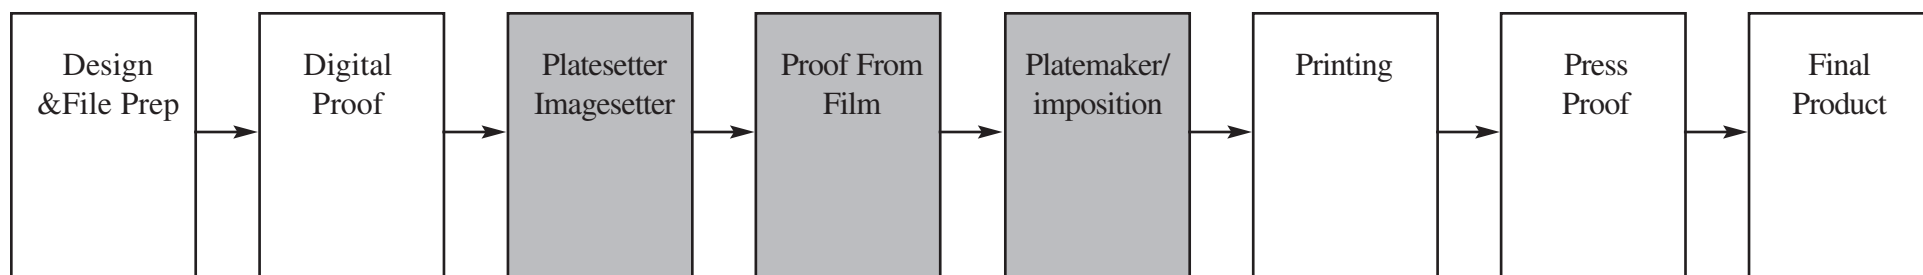 Design
&File Prep
Digital
Proof
Platesetter
Imagesetter
Proof From
Film
Platemaker/
imposition
Printing
Press
Proof
Final
Product